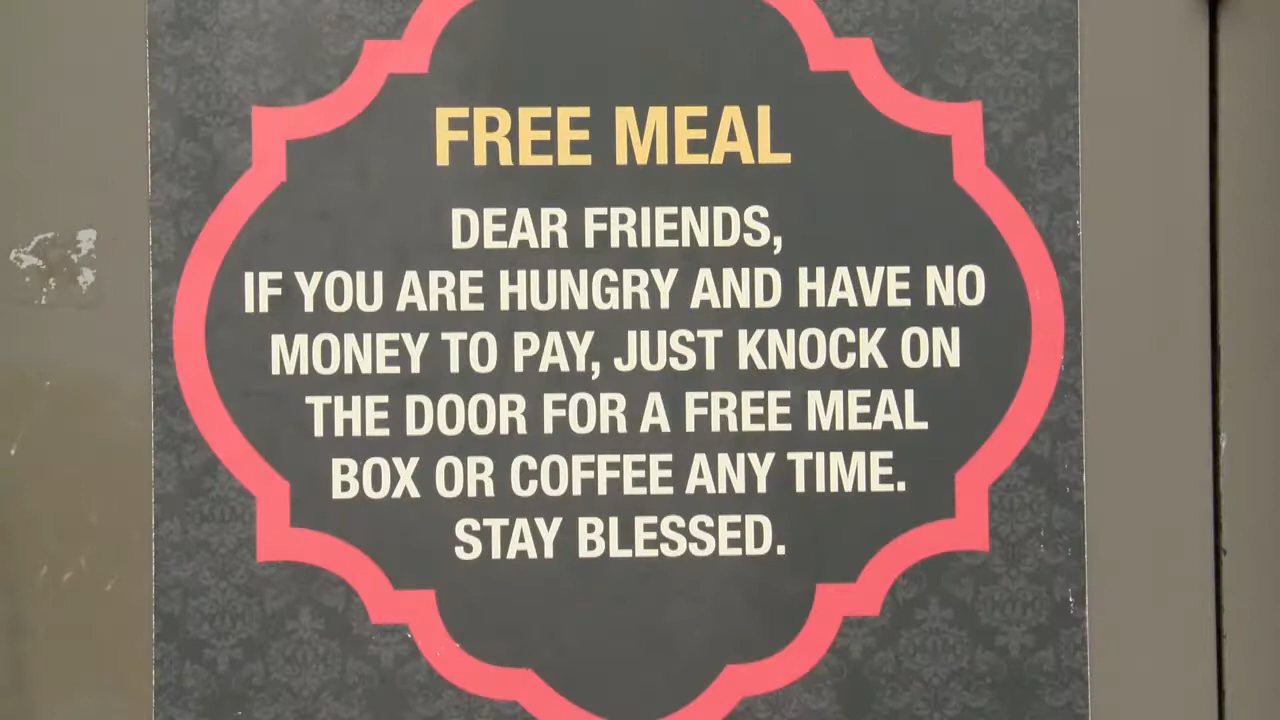 FREE MEAL
DEAR FRIENDS,
IF YOU ARE HUNGRY AND HAVE NO
MONEY TO PAY, JUST KNOCK ON
THE DOOR FOR A FREE MEAL
BOX OR COFFEE ANY TIME.
STAY BLESSED.